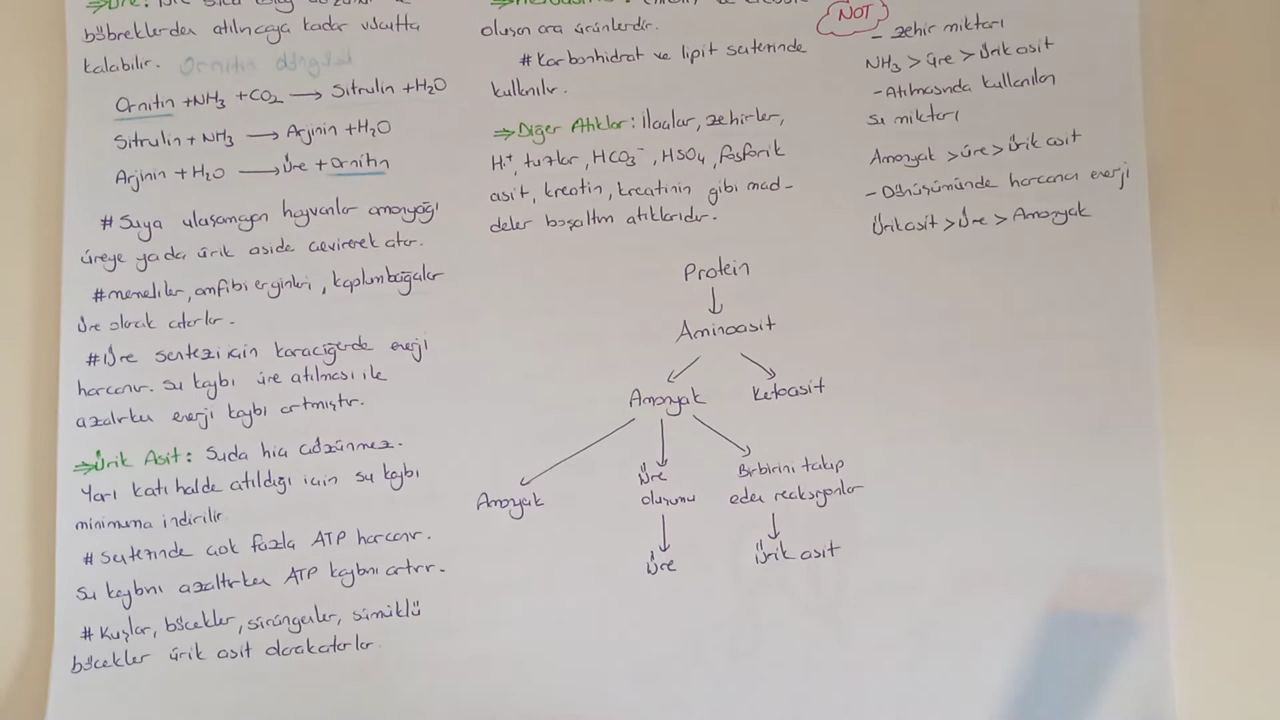 ⇒Üre:
böbreklerden atılıncaya kadar vücutta
kalabilir. Ornitin döngüsü
Ornitin +NH3 +CO2 → Sitrulin +H2O
Sitrulin + NH3 → Arjinin +H2O
Arjinin + H2O → Üre + Ornitin
# Suya ulaşamayan hayvanlar amonyağı
üreye yada ürik aside çevirerek atar.
#memeliler, amfibi erginleri, kaplumbağalar
üre olarak atarlar.
#Üre sentezi için karaciğerde enerji
harcanır. Su kaybı üre atılması ile
azalırken enerji kaybı artmıştır.
⇒Ürik Asit: Suda hiç çözünmez.
Yarı katı halde atıldığı için su kaybı
minimuma indirilir
# Sentezinde çok fazla ATP harcanır.
Su kaybını azaltırken ATP kaybını artırır.
# Kuşlar, böcekler, sürüngenler, sümüklü
böcekler ürik asit olarak atarlar.
oluşan ara ürünlerdir.
#Karbonhidrat ve lipit sentezinde
kullanılır.
⇒Diğer Atıklar: İlaçlar, zehirler,
H+, tuzlar, HCO3-, HSO4, fosforik
asit, kreatin, kreatinin gibi mad-
deler boşaltım atıklarıdır.
NOT
- zehir miktarı
NH3 > üre > Ürik asit
-Atılmasında kullanılan
su miktarı
Amonyak > üre > Ürik asit
- Dönüşümünde harcanan enerji
Ürik asit > Üre > Amonyak
Protein
↓
Aminoasit
Amonyak Ketoasit
Amonyak
Üre
oluşumu
↓
Üre
Birbirini takip
eden reaksiyonlar
↓
Ürik asit